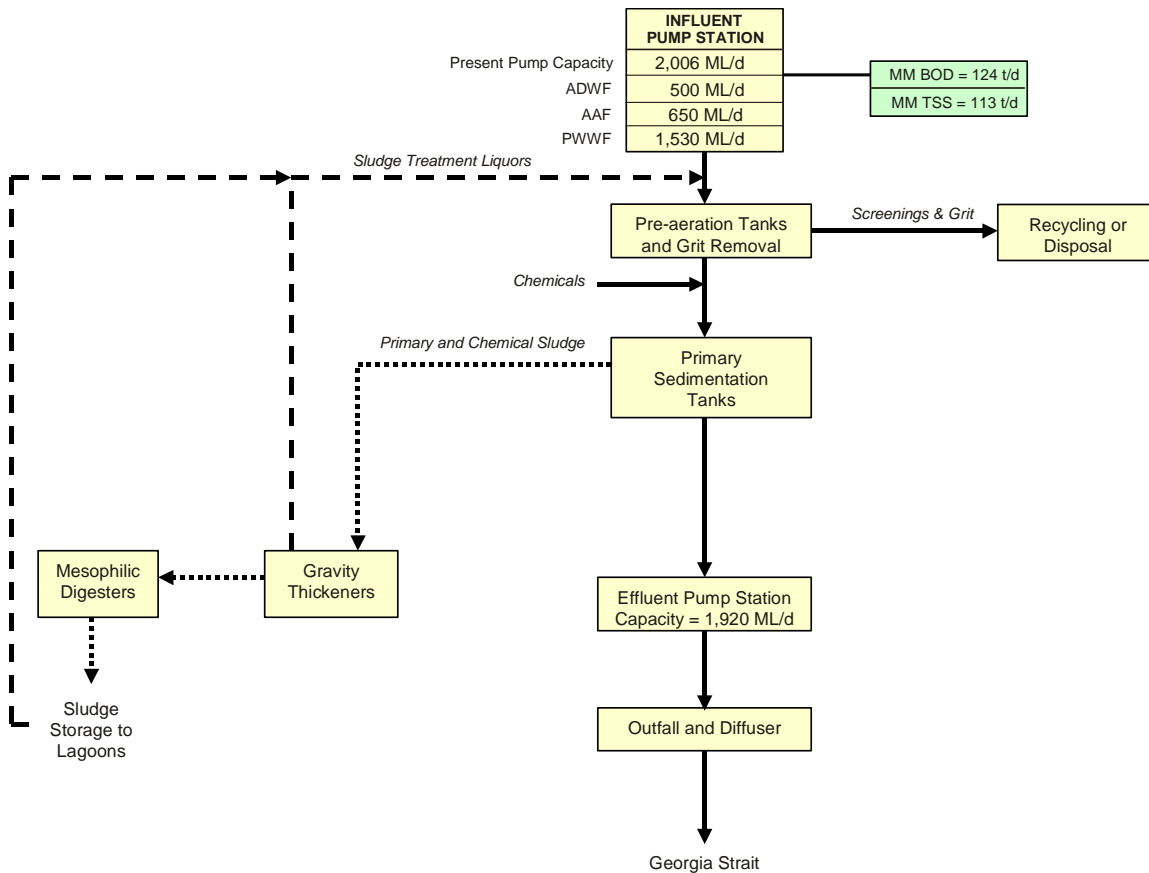 INFLUENT
PUMP STATION
Present Pump Capacity 2,006 ML/d
ADWF 500 ML/d
AAF 650 ML/d
PWWF 1,530 ML/d
MM BOD = 124 t/d
MM TSS = 113 t/d
Sludge Treatment Liquors
Pre-aeration Tanks
and Grit Removal
Screenings & Grit
Recycling or
Disposal
Chemicals
Primary and Chemical Sludge
Primary
Sedimentation
Tanks
Mesophilic
Digesters
Gravity
Thickeners
Effluent Pump Station
Capacity = 1,920 ML/d
Sludge
Storage to
Lagoons
Outfall and Diffuser
Georgia Strait